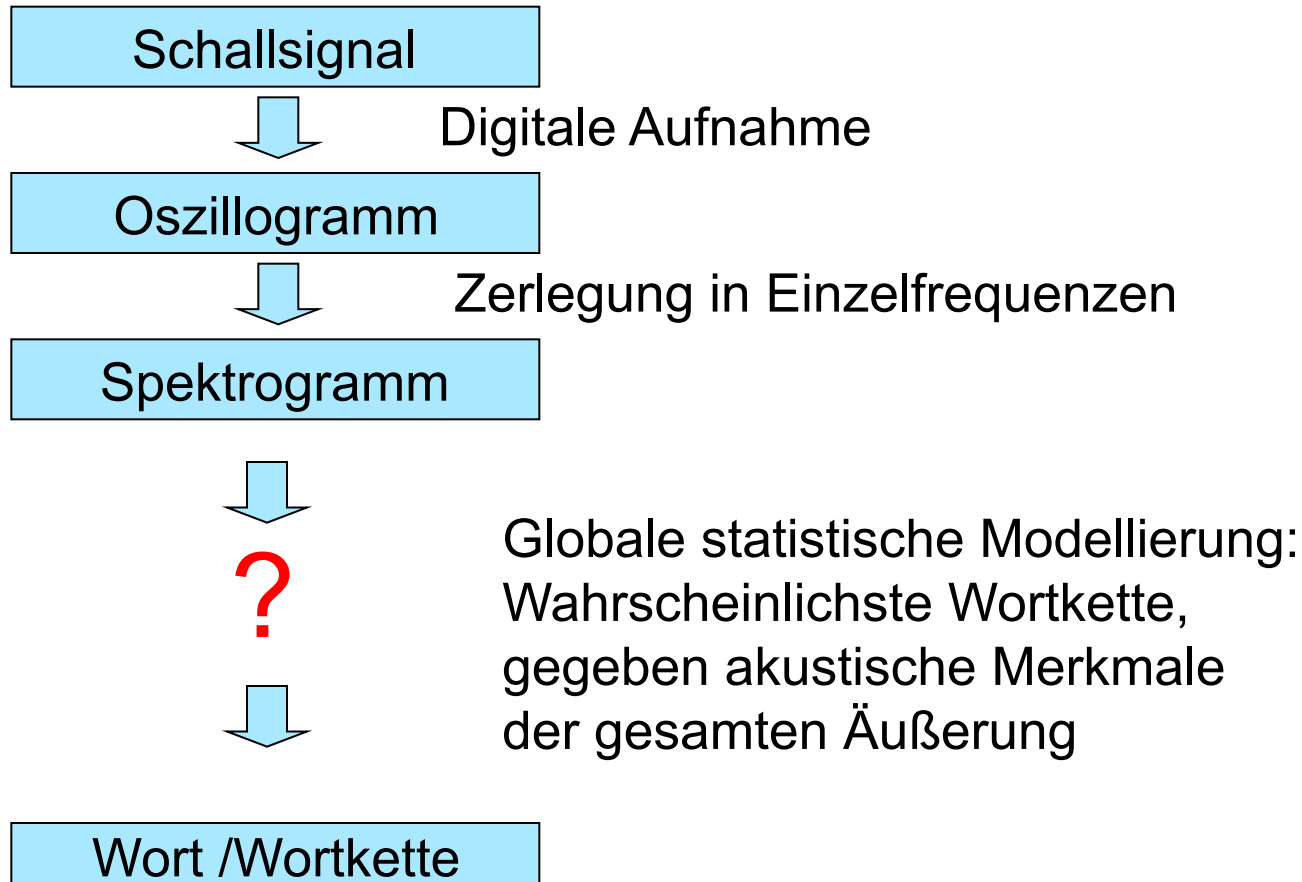 Schallsignal
Digitale Aufnahme
Oszillogramm
Zerlegung in Einzelfrequenzen
Spektrogramm
?
Globale statistische Modellierung:
Wahrscheinlichste Wortkette,
gegeben akustische Merkmale
der gesamten Äußerung
Wort /Wortkette